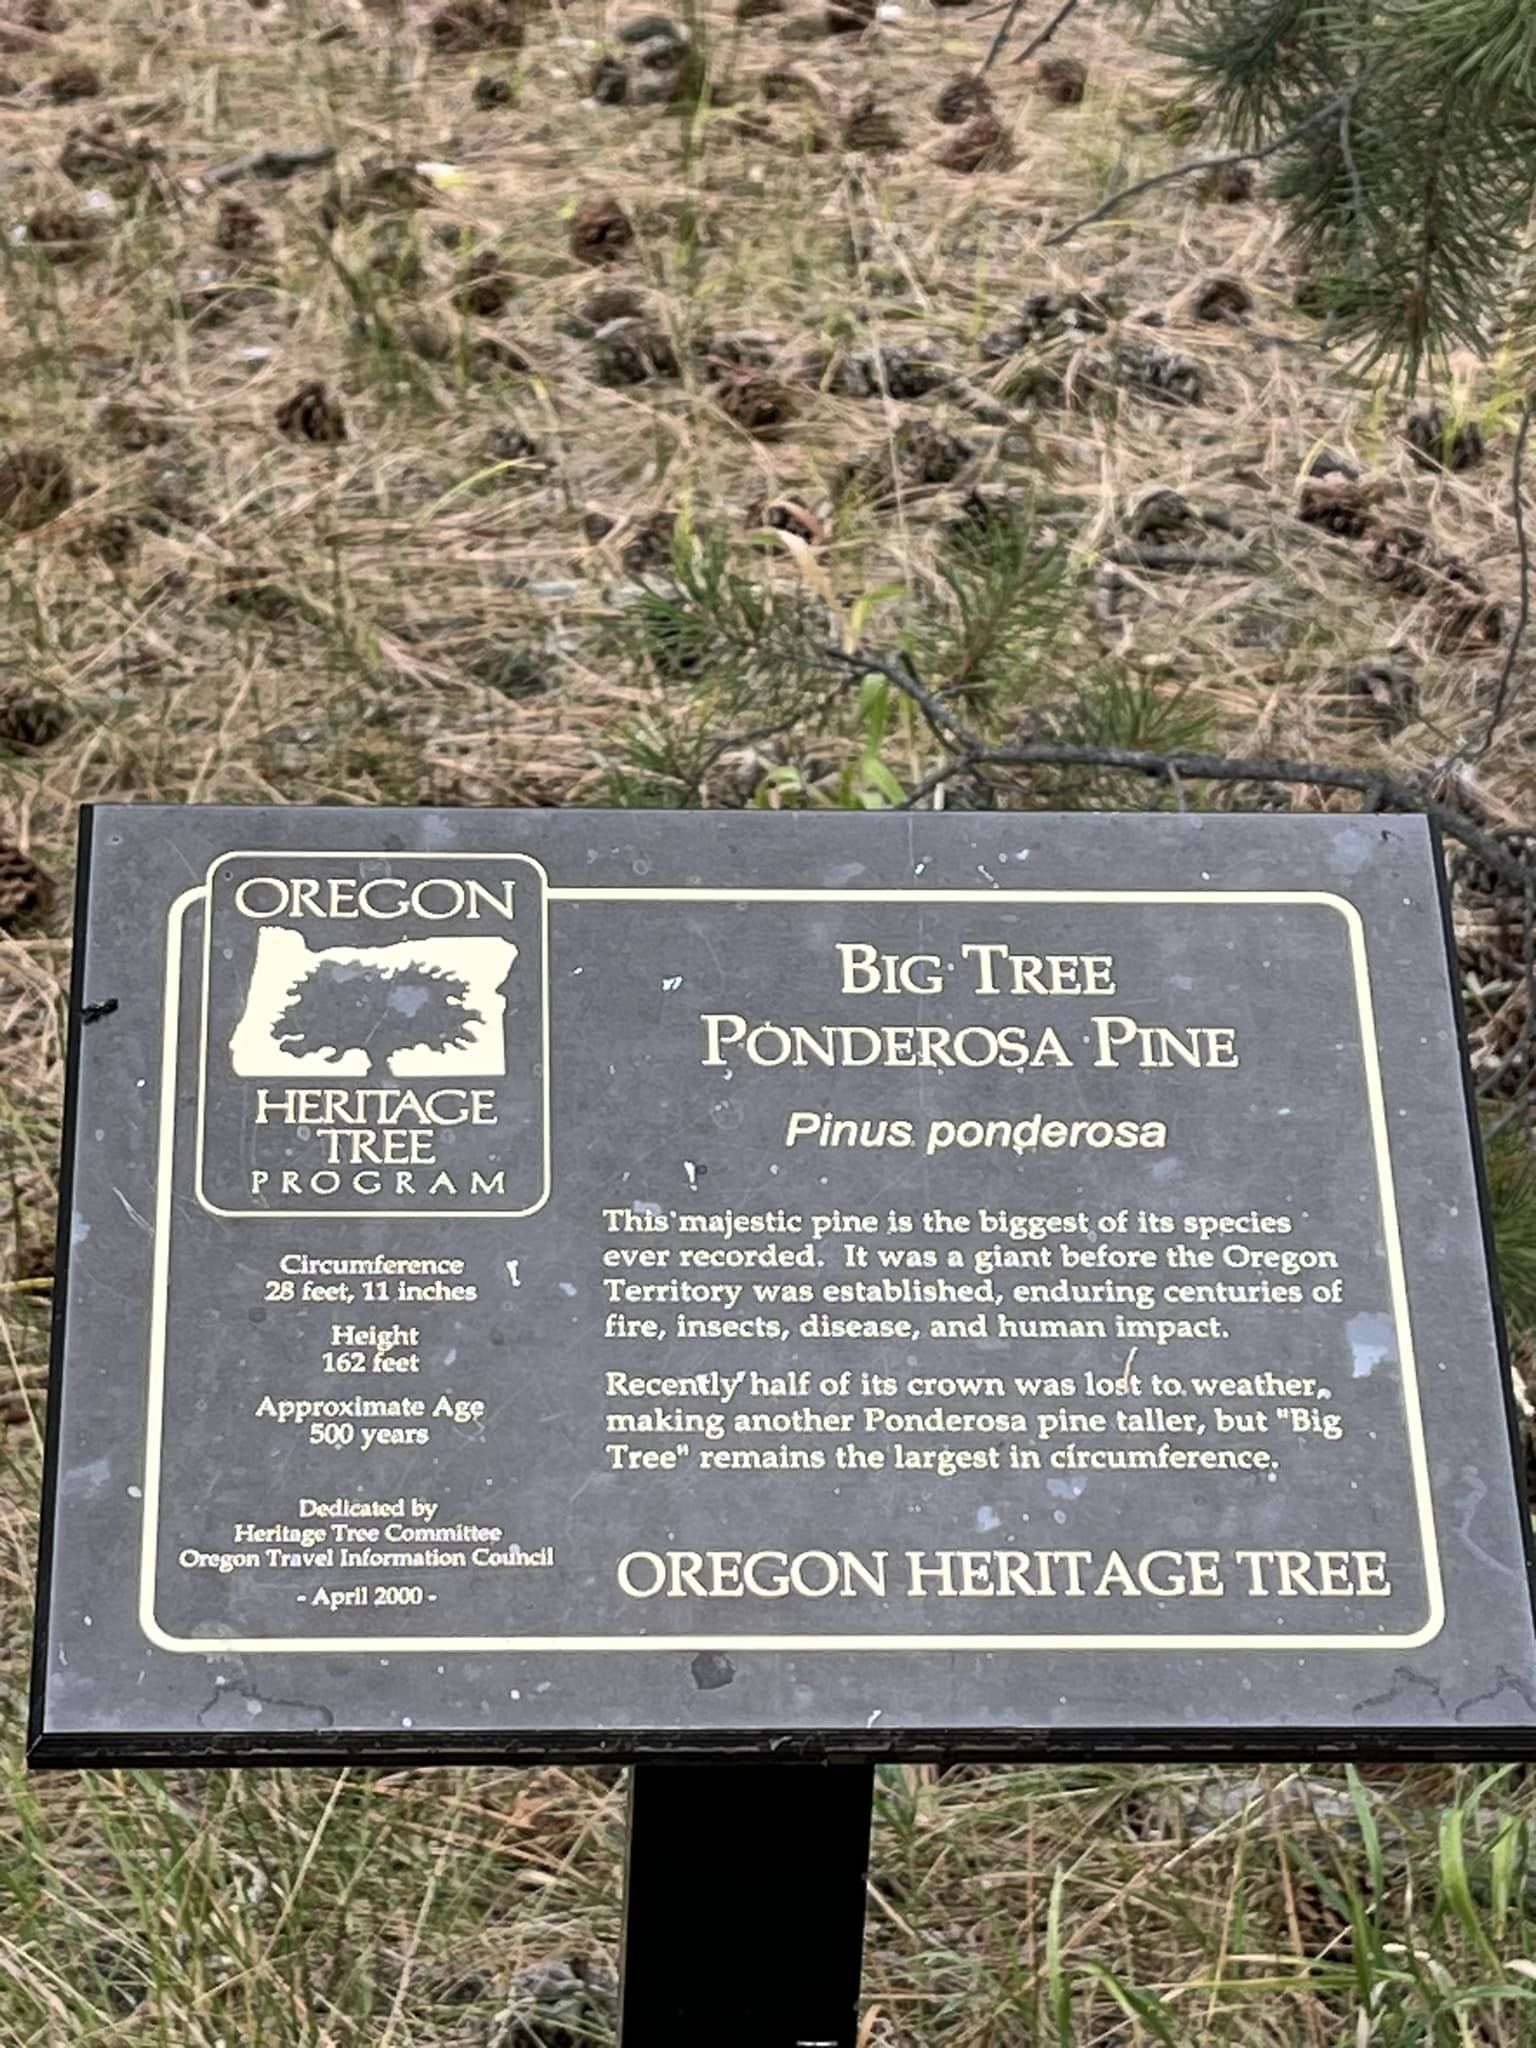 OREGON
HERITAGE
TREE
PROGRAM
Circumference
28 feet, 11 inches
Height
162 feet
Approximate Age
500 years
Dedicated by
Heritage Tree Committee
Oregon Travel Information Council
- April 2000 -
BIG TREE
PONDEROSA PINE
Pinus ponderosa
This majestic pine is the biggest of its species
ever recorded. It was a giant before the Oregon
Territory was established, enduring centuries of
fire, insects, disease, and human impact.
Recently half of its crown was lost to weather,
making another Ponderosa pine taller, but "Big
Tree" remains the largest in circumference.
OREGON HERITAGE TREE